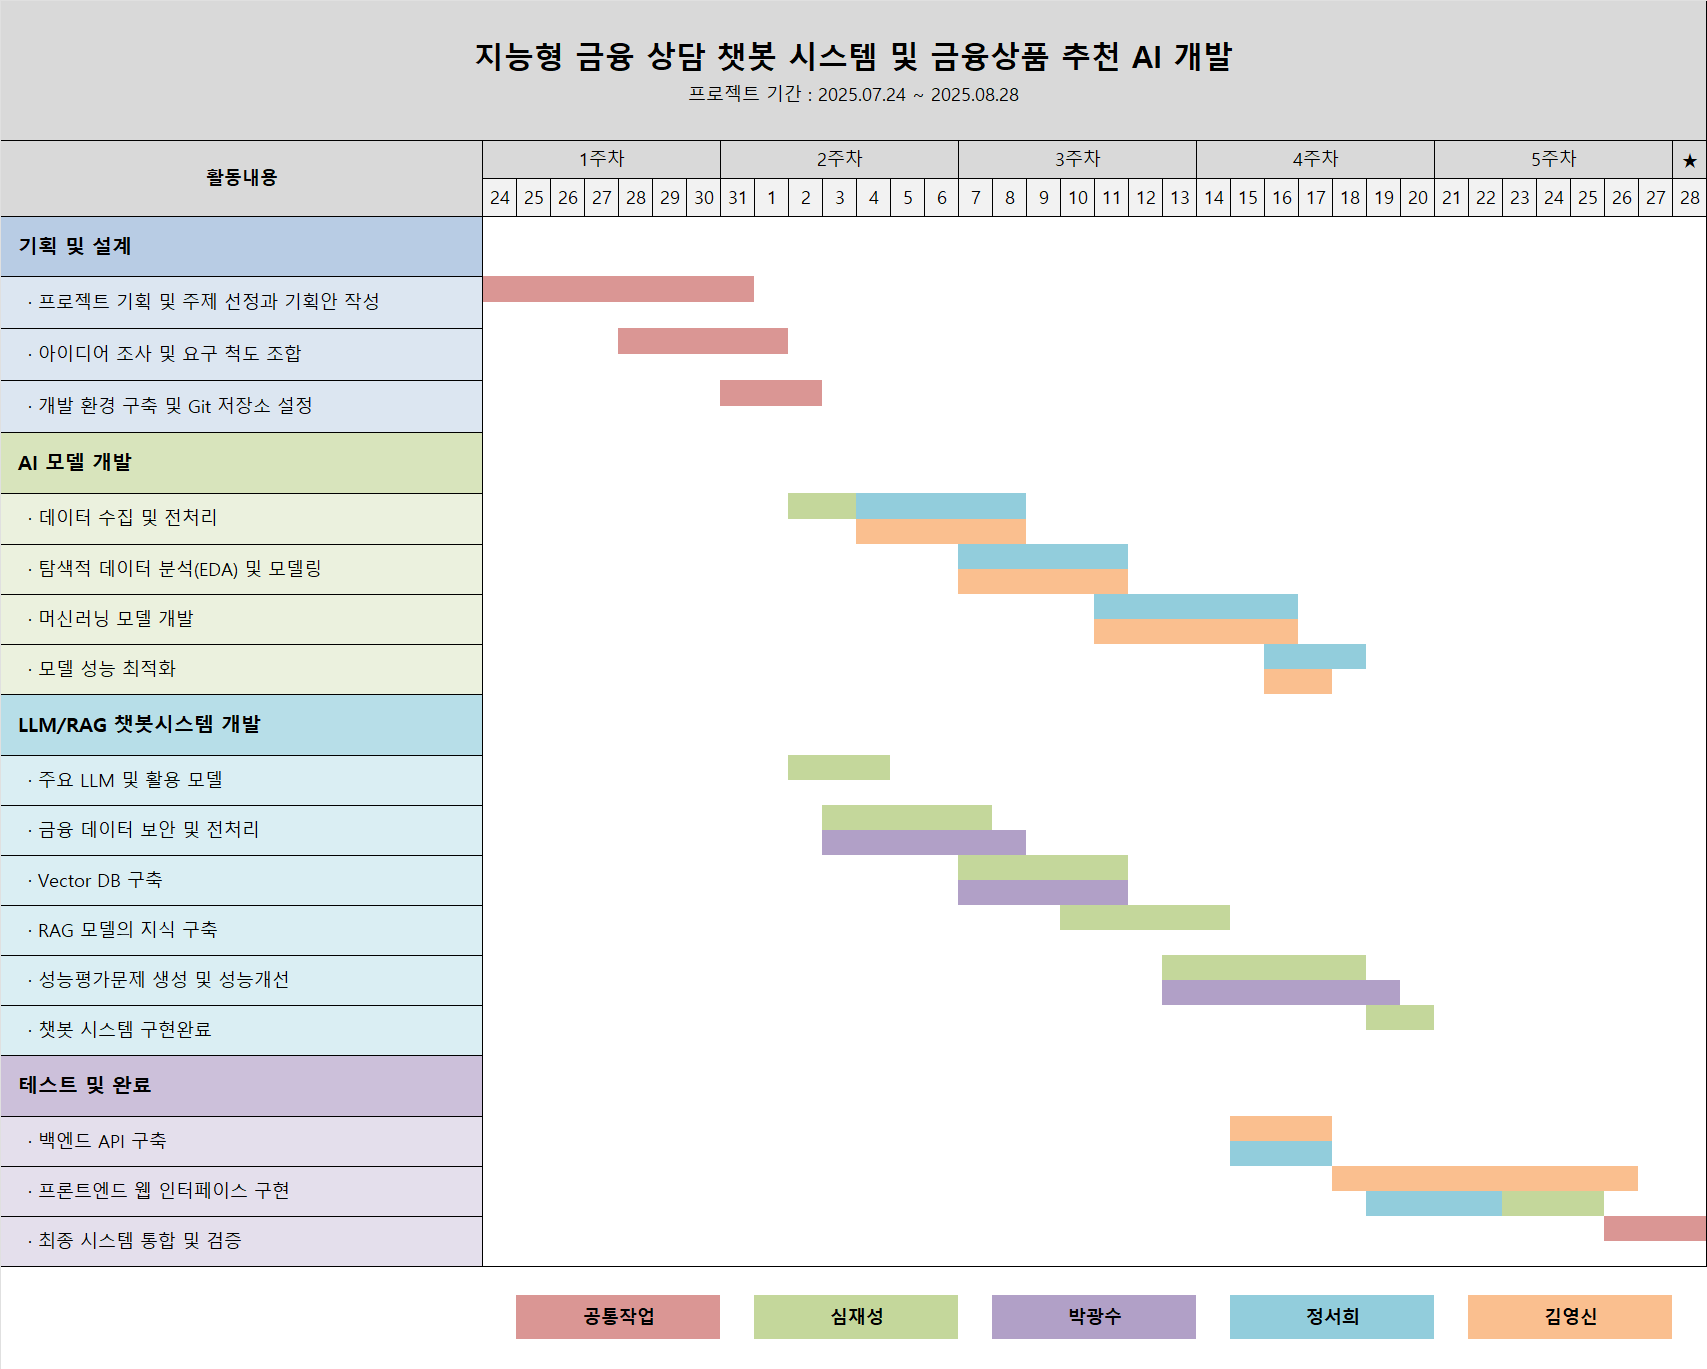 지능형 금융 상담 챗봇 시스템 및 금융상품 추천 AI 개발
프로젝트 기간 : 2025.07.24 ~ 2025.08.28
활동내용
1주차 2주차 3주차 4주차 5주차 ★
24 25 26 27 28 29 30 31 1 2 3 4 5 6 7 8 9 10 11 12 13 14 15 16 17 18 19 20 21 22 23 24 25 26 27 28
기획 및 설계
· 프로젝트 기획 및 주제 선정과 기획안 작성
· 아이디어 조사 및 요구 척도 조합
· 개발 환경 구축 및 Git 저장소 설정
AI 모델 개발
· 데이터 수집 및 전처리
· 탐색적 데이터 분석(EDA) 및 모델링
· 머신러닝 모델 개발
· 모델 성능 최적화
LLM/RAG 챗봇시스템 개발
· 주요 LLM 및 활용 모델
· 금융 데이터 보안 및 전처리
· Vector DB 구축
· RAG 모델의 지식 구축
· 성능평가문제 생성 및 성능개선
· 챗봇 시스템 구현완료
테스트 및 완료
· 백엔드 API 구축
· 프론트엔드 웹 인터페이스 구현
· 최종 시스템 통합 및 검증
공통작업 심재성 박광수 정서희 김영신